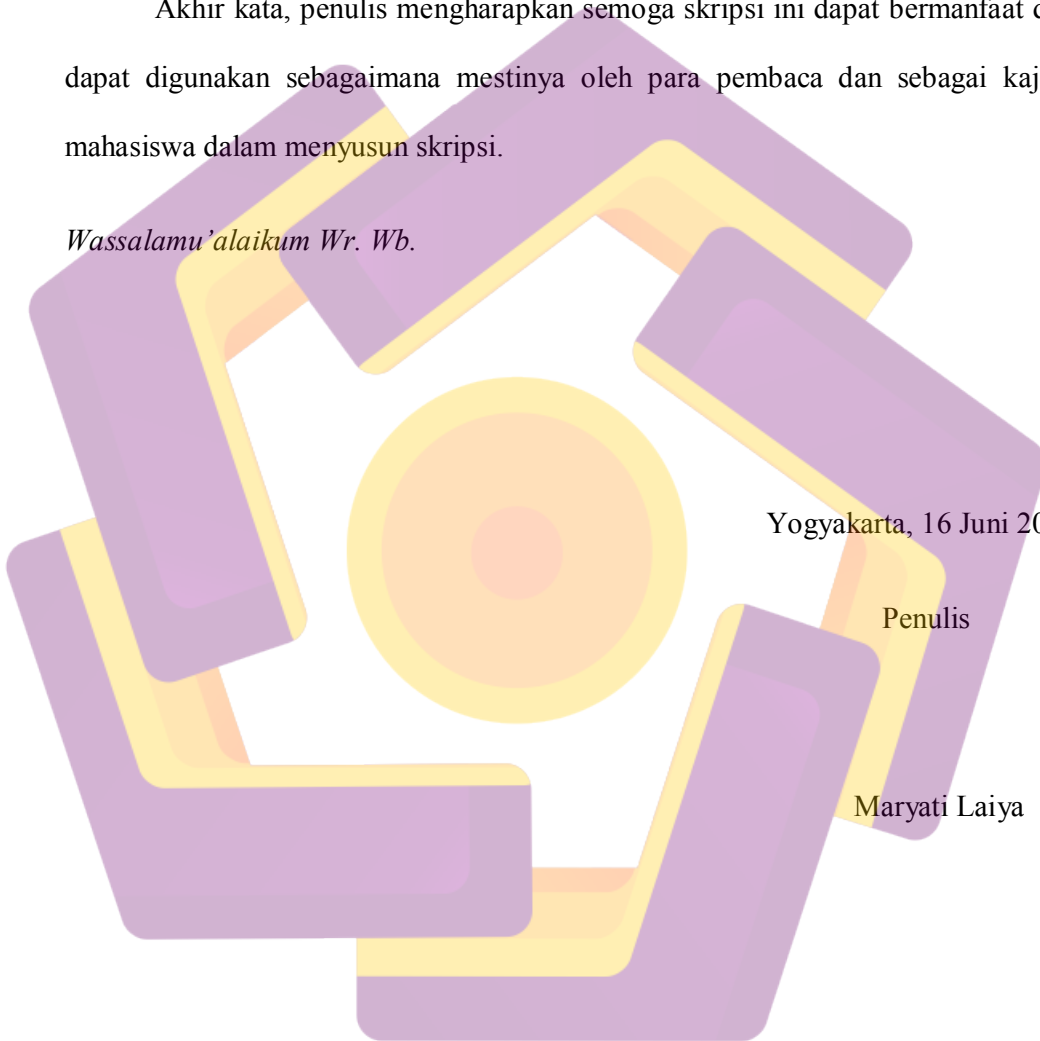 Akhir kata, penulis mengharapkan semoga skripsi ini dapat bermanfaat
dapat digunakan sebagaimana mestinya oleh para pembaca dan sebagai
mahasiswa dalam menyusun skripsi.
Wassalamu’alaikum Wr. Wb.
Yogyakarta, 16 Juni
Penulis
Maryati Laiya